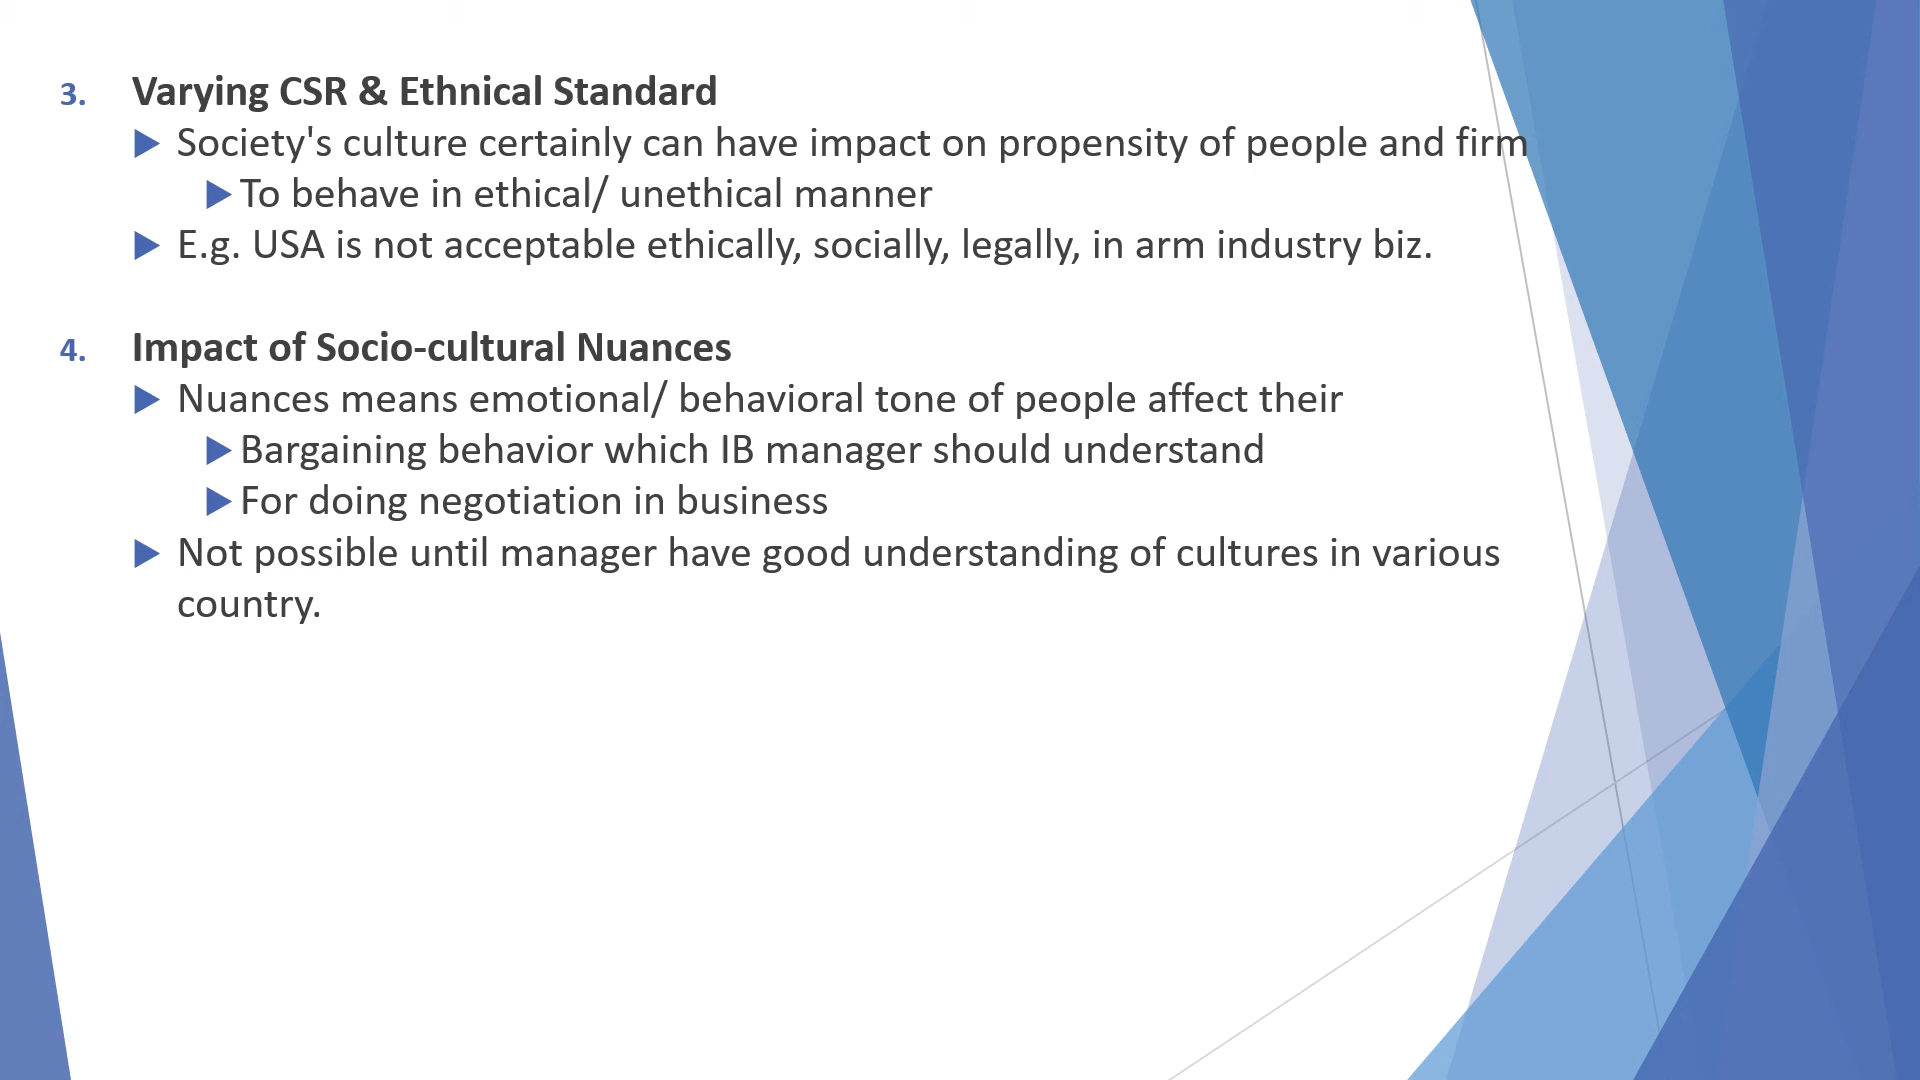 3. Varying CSR & Ethnical Standard
Society's culture certainly can have impact on propensity of people and firm
To behave in ethical/ unethical manner
E.g. USA is not acceptable ethically, socially, legally, in arm industry biz.
4. Impact of Socio-cultural Nuances
Nuances means emotional/ behavioral tone of people affect their
Bargaining behavior which IB manager should understand
For doing negotiation in business
Not possible until manager have good understanding of cultures in various
country.